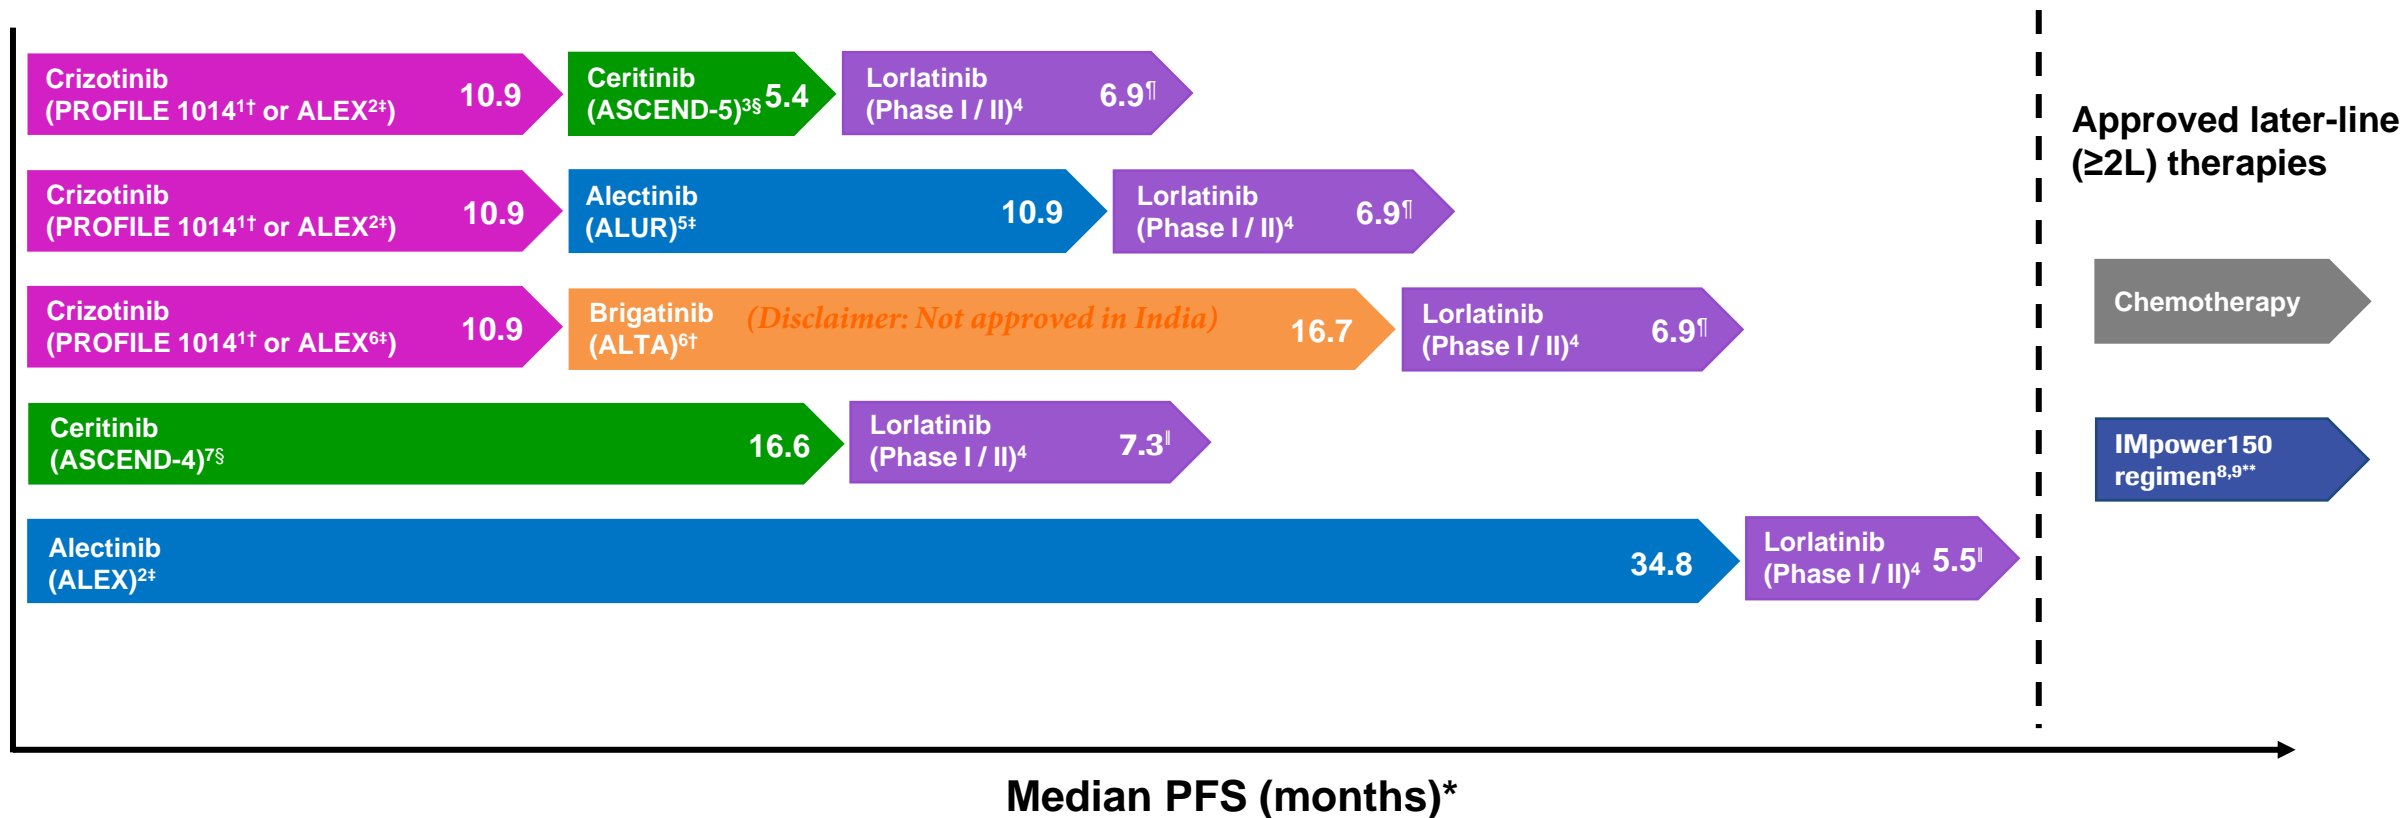 Crizotinib
(PROFILE 1014¹† or ALEX²‡) 10.9
Ceritinib
(ASCEND-5)³§ 5.4
Lorlatinib
(Phase I / II)⁴ 6.9¶
Crizotinib
(PROFILE 1014¹† or ALEX²‡) 10.9
Alectinib
(ALUR)⁵‡ 10.9
Lorlatinib
(Phase I / II)⁴ 6.9¶
Crizotinib
(PROFILE 1014¹† or ALEX⁶‡) 10.9
Brigatinib (Disclaimer: Not approved in India)
(ALTA)⁶† 16.7
Lorlatinib
(Phase I / II)⁴ 6.9¶
Ceritinib
(ASCEND-4)⁷§ 16.6
Lorlatinib
(Phase I / II)⁴ 7.3‖
Alectinib
(ALEX)²‡ 34.8
Lorlatinib
(Phase I / II)⁴ 5.5‖
Approved later-line
(≥2L) therapies
Chemotherapy
IMpower150
regimen⁸,⁹**
Median PFS (months)*